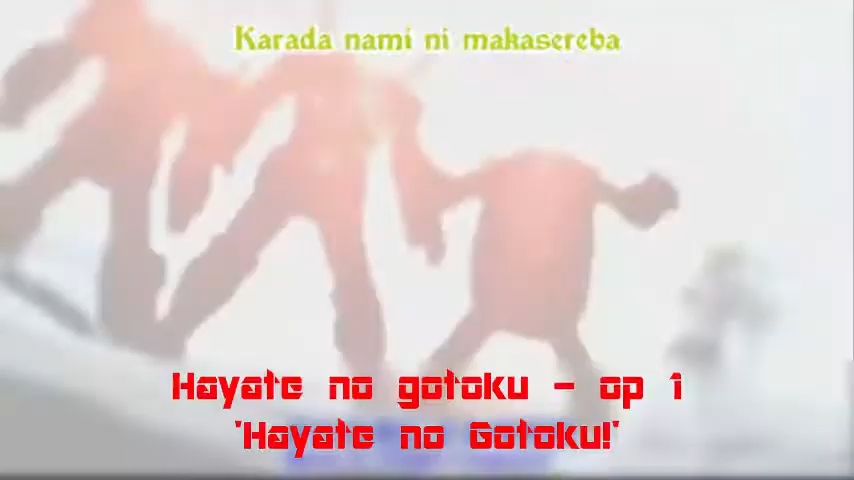 Karada nami ni makasereba
Hayate no gotoku - op 1
'Hayate no Gotoku!'